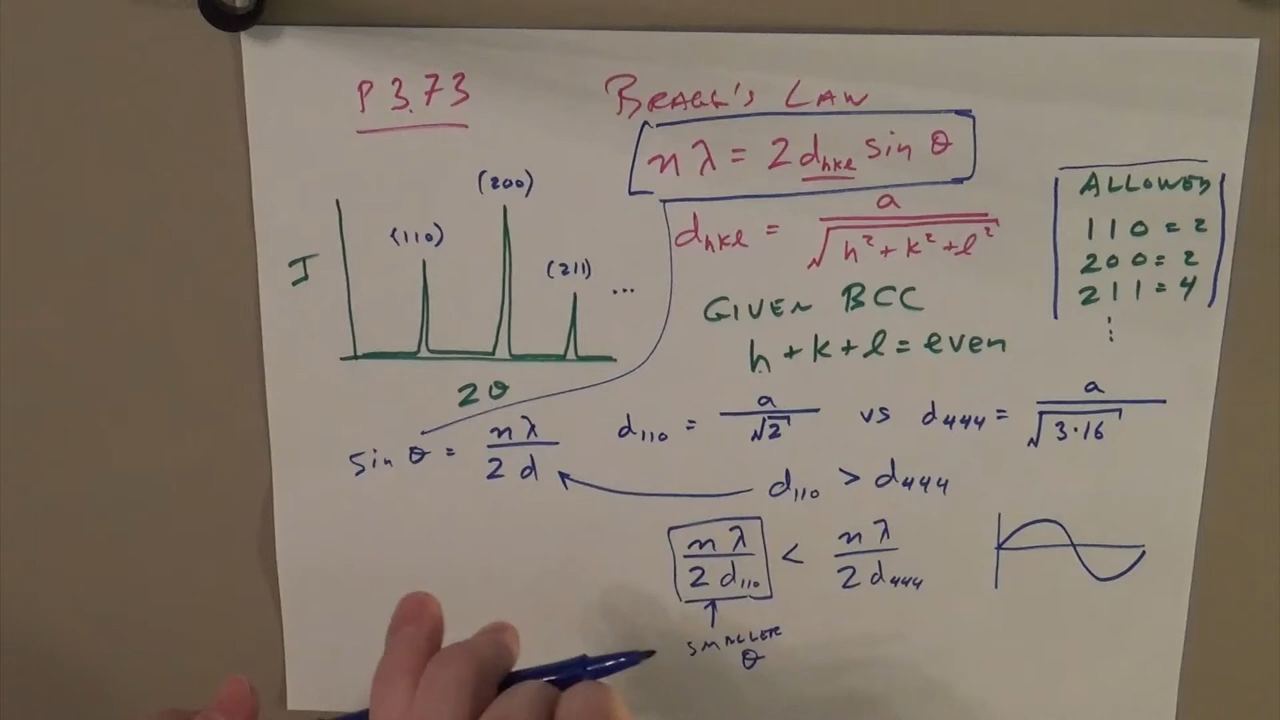 P 3.73
BRAGG'S LAW
nλ = 2 d_hkl sin θ
(200)
(110)
(211)
...
I
2θ
d_hkl = a / √(h² + k² + l²)
ALLOWED
110 = 2
200 = 2
211 = 4
⋮
GIVEN BCC
h + k + l = even
sin θ = nλ / 2d
d₁₁₀ = a / √2 vs d₄₄₄ = a / √(3·16)
d₁₁₀ > d₄₄₄
nλ / 2d₁₁₀ < nλ / 2d₄₄₄
SMALLER
θ